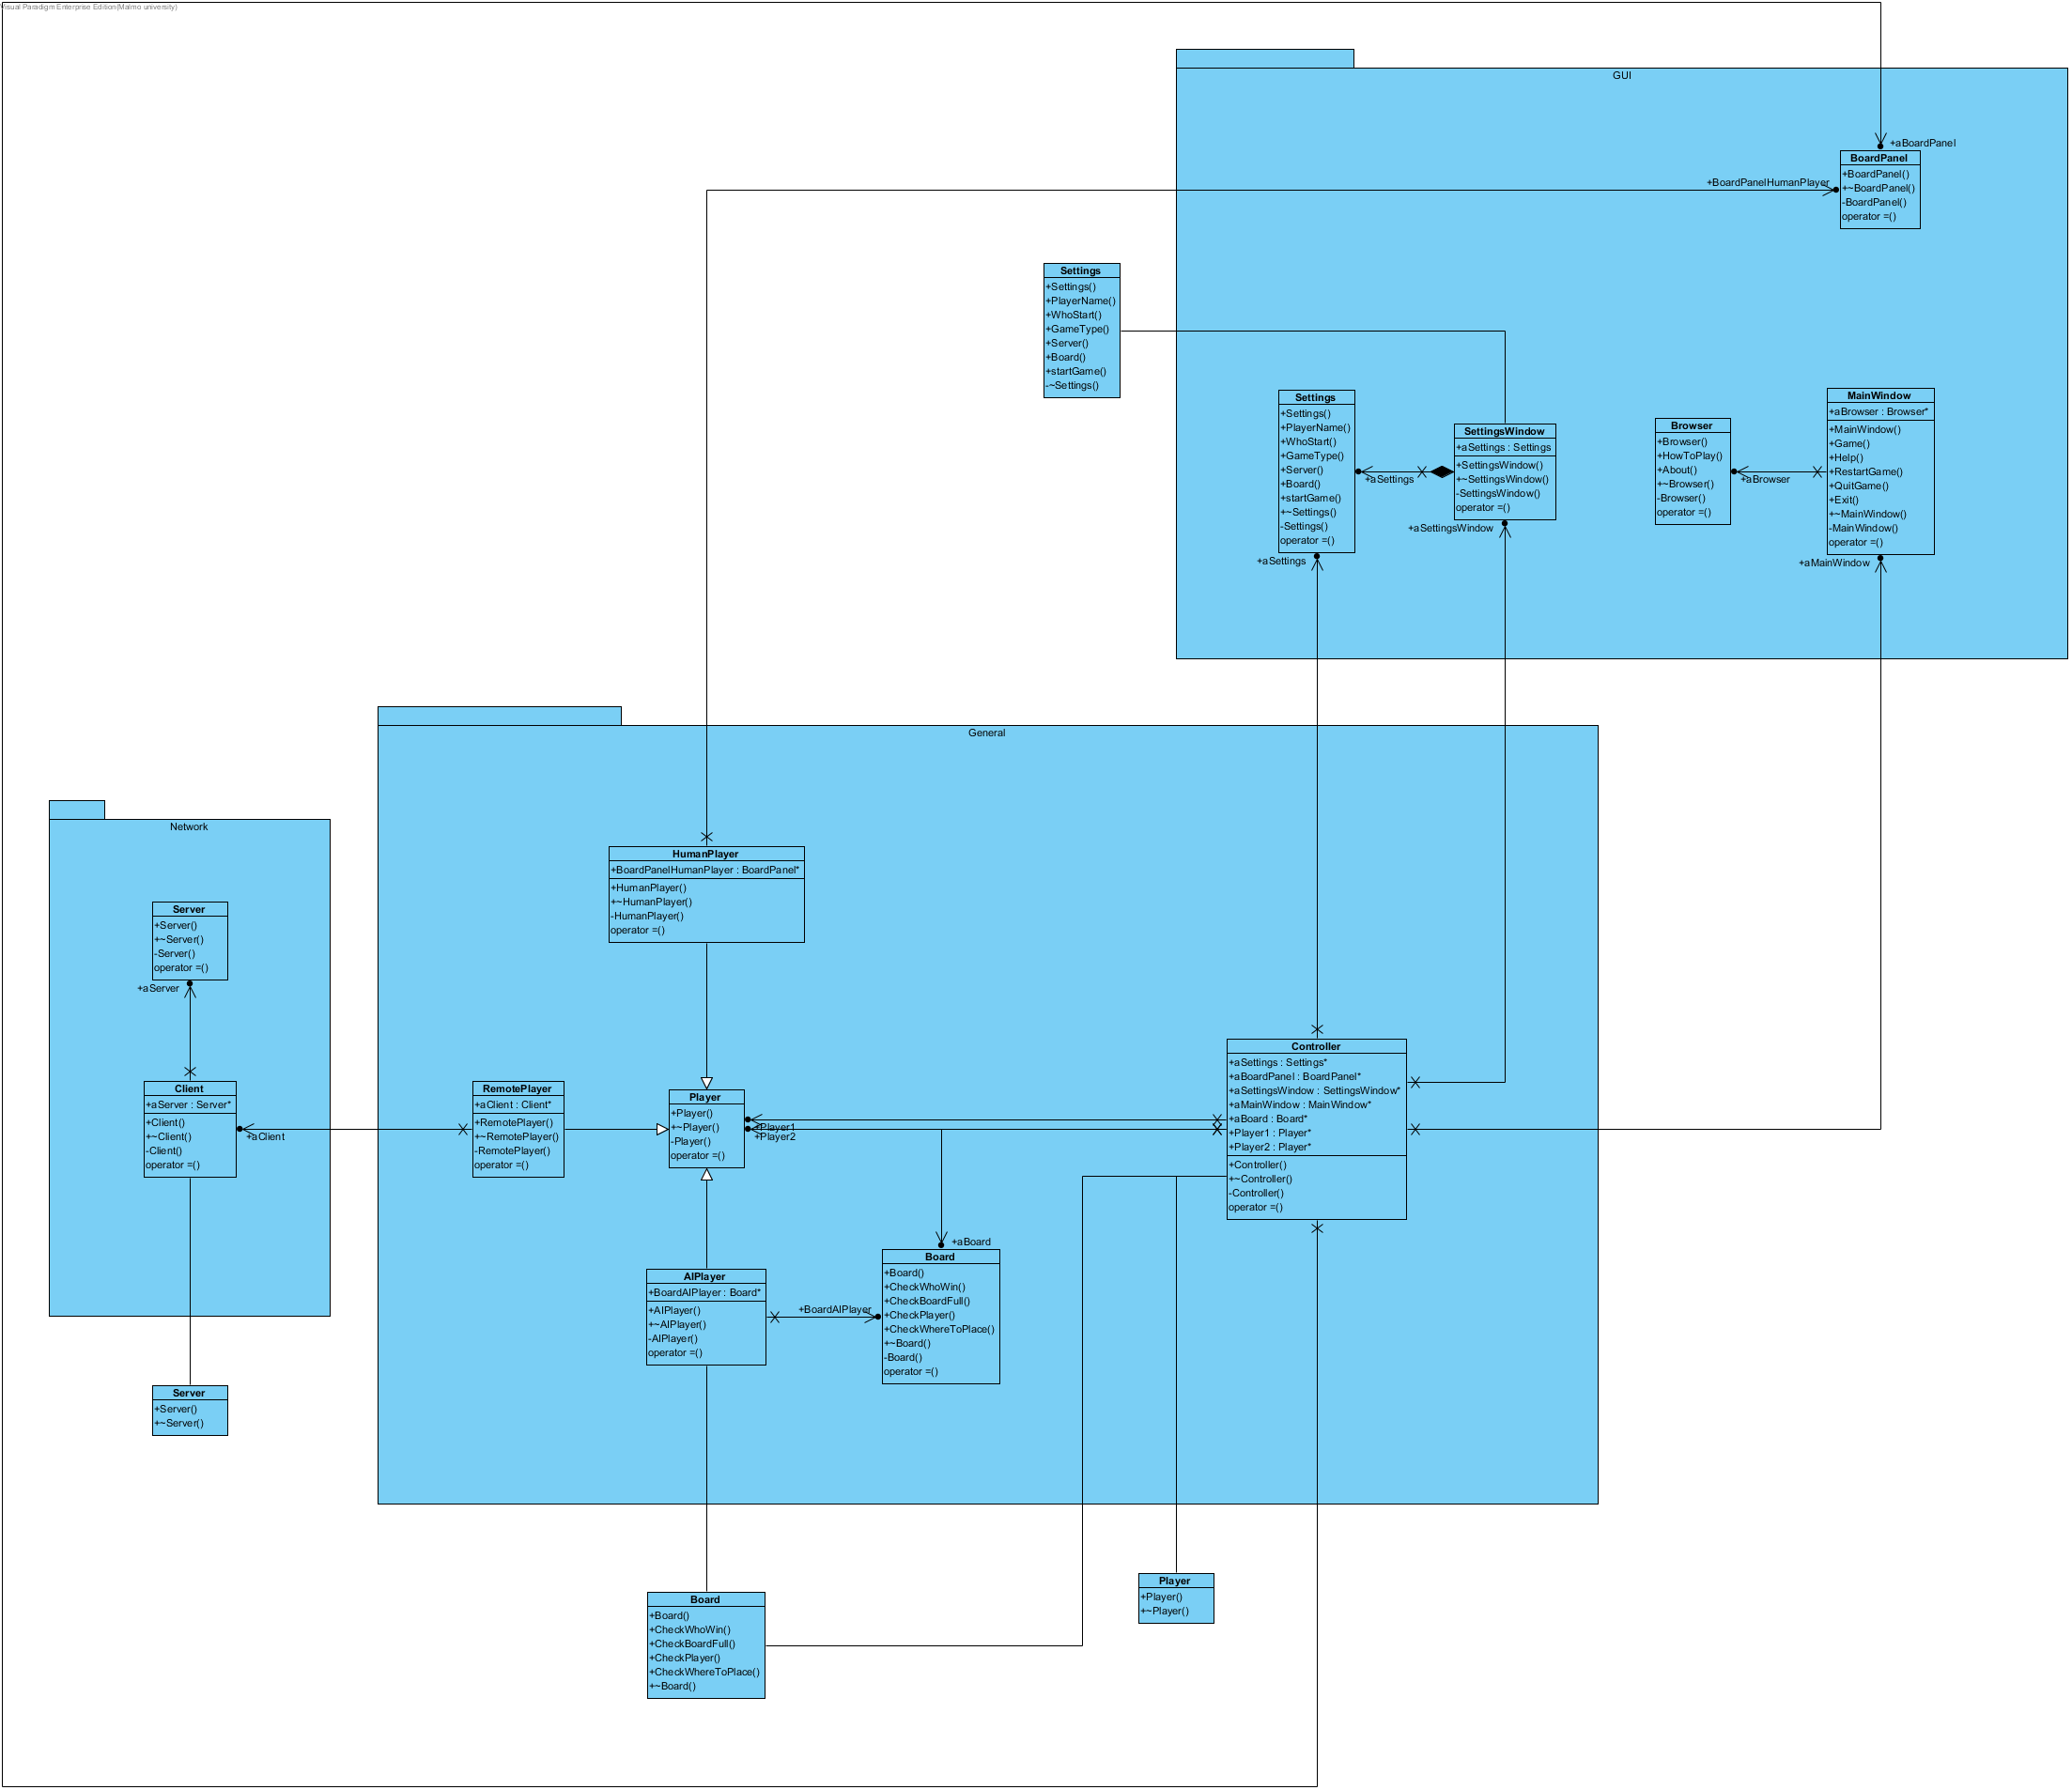 Visual Paradigm Enterprise Edition(Malmo university)
GUI
+aBoardPanel
BoardPanel
+BoardPanel()
+~BoardPanel()
-BoardPanel()
operator =()
+BoardPanelHumanPlayer
Settings
+Settings()
+PlayerName()
+WhoStart()
+GameType()
+Server()
+Board()
+startGame()
-~Settings()
Settings
+Settings()
+PlayerName()
+WhoStart()
+GameType()
+Server()
+Board()
+startGame()
+~Settings()
-Settings()
operator =()
+aSettings
+aSettings
SettingsWindow
+aSettings : Settings
+SettingsWindow()
+~SettingsWindow()
-SettingsWindow()
operator =()
+aSettingsWindow
Browser
+Browser()
+HowToPlay()
+About()
+~Browser()
-Browser()
operator =()
+aBrowser
MainWindow
+aBrowser : Browser*
+MainWindow()
+Game()
+Help()
+RestartGame()
+QuitGame()
+Exit()
+~MainWindow()
-MainWindow()
operator =()
+aMainWindow
General
Network
HumanPlayer
+BoardPanelHumanPlayer : BoardPanel*
+HumanPlayer()
+~HumanPlayer()
-HumanPlayer()
operator =()
Server
+Server()
+~Server()
-Server()
operator =()
+aServer
Client
+aServer : Server*
+Client()
+~Client()
-Client()
operator =()
+aClient
RemotePlayer
+aClient : Client*
+RemotePlayer()
+~RemotePlayer()
-RemotePlayer()
operator =()
Player
+Player()
+~Player()
-Player()
operator =()
+Player1
+Player2
Controller
+aSettings : Settings*
+aBoardPanel : BoardPanel*
+aSettingsWindow : SettingsWindow*
+aMainWindow : MainWindow*
+aBoard : Board*
+Player1 : Player*
+Player2 : Player*
+Controller()
+~Controller()
-Controller()
operator =()
+aBoard
Board
+Board()
+CheckWhoWin()
+CheckBoardFull()
+CheckPlayer()
+CheckWhereToPlace()
+~Board()
-Board()
operator =()
AIPlayer
+BoardAIPlayer : Board*
+AIPlayer()
+~AIPlayer()
-AIPlayer()
operator =()
+BoardAIPlayer
Server
+Server()
+~Server()
Player
+Player()
+~Player()
Board
+Board()
+CheckWhoWin()
+CheckBoardFull()
+CheckPlayer()
+CheckWhereToPlace()
+~Board()